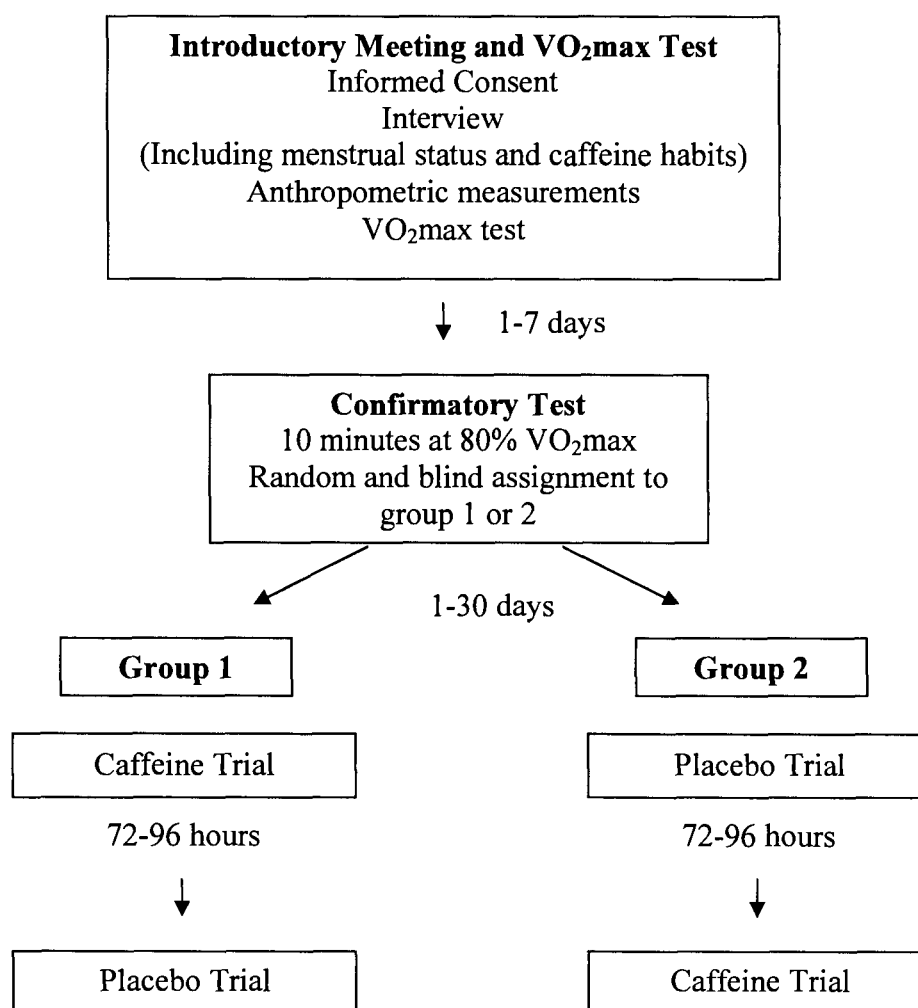 Introductory Meeting and VO₂max Test
Informed Consent
Interview
(Including menstrual status and caffeine habits)
Anthropometric measurements
VO₂max test
1-7 days
Confirmatory Test
10 minutes at 80% VO₂max
Random and blind assignment to
group 1 or 2
1-30 days
Group 1
Group 2
Caffeine Trial
Placebo Trial
72-96 hours
72-96 hours
Placebo Trial
Caffeine Trial